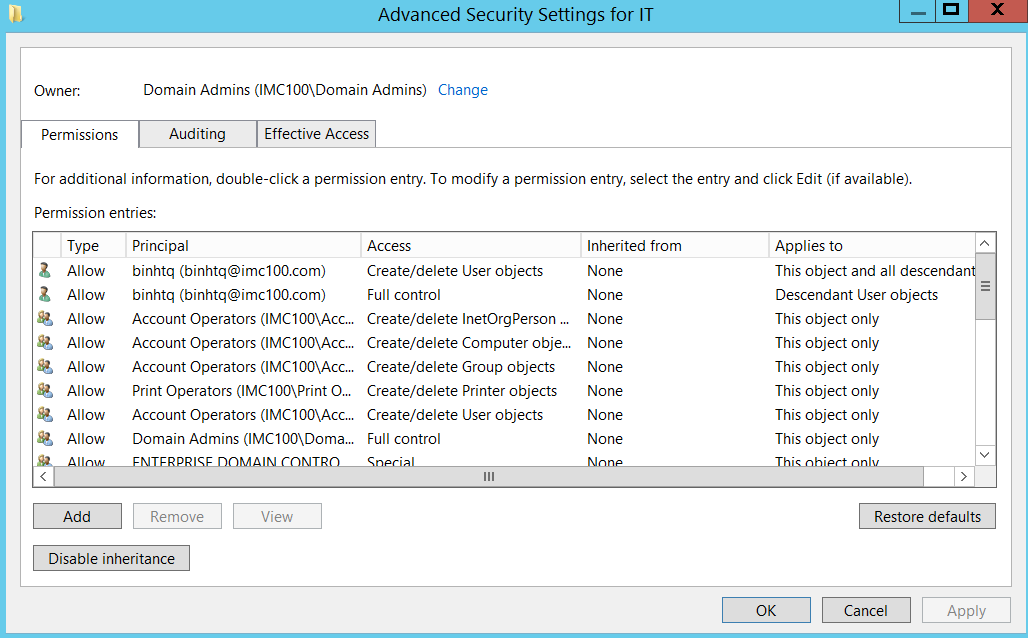 Advanced Security Settings for IT
Owner: Domain Admins (IMC100\Domain Admins) Change
Permissions Auditing Effective Access
For additional information, double-click a permission entry. To modify a permission entry, select the entry and click Edit (if available).
Permission entries:
Type Principal Access Inherited from Applies to
Allow binhtq (binhtq@imc100.com) Create/delete User objects None This object and all descendant
Allow binhtq (binhtq@imc100.com) Full control None Descendant User objects
Allow Account Operators (IMC100\Acc... Create/delete InetOrgPerson ... None This object only
Allow Account Operators (IMC100\Acc... Create/delete Computer obje... None This object only
Allow Account Operators (IMC100\Acc... Create/delete Group objects None This object only
Allow Print Operators (IMC100\Print O... Create/delete Printer objects None This object only
Allow Account Operators (IMC100\Acc... Create/delete User objects None This object only
Allow Domain Admins (IMC100\Doma... Full control None This object only
Allow ENTERPRISE DOMAIN CONTRO... Special None This object only
Add Remove View Restore defaults
Disable inheritance
OK Cancel Apply